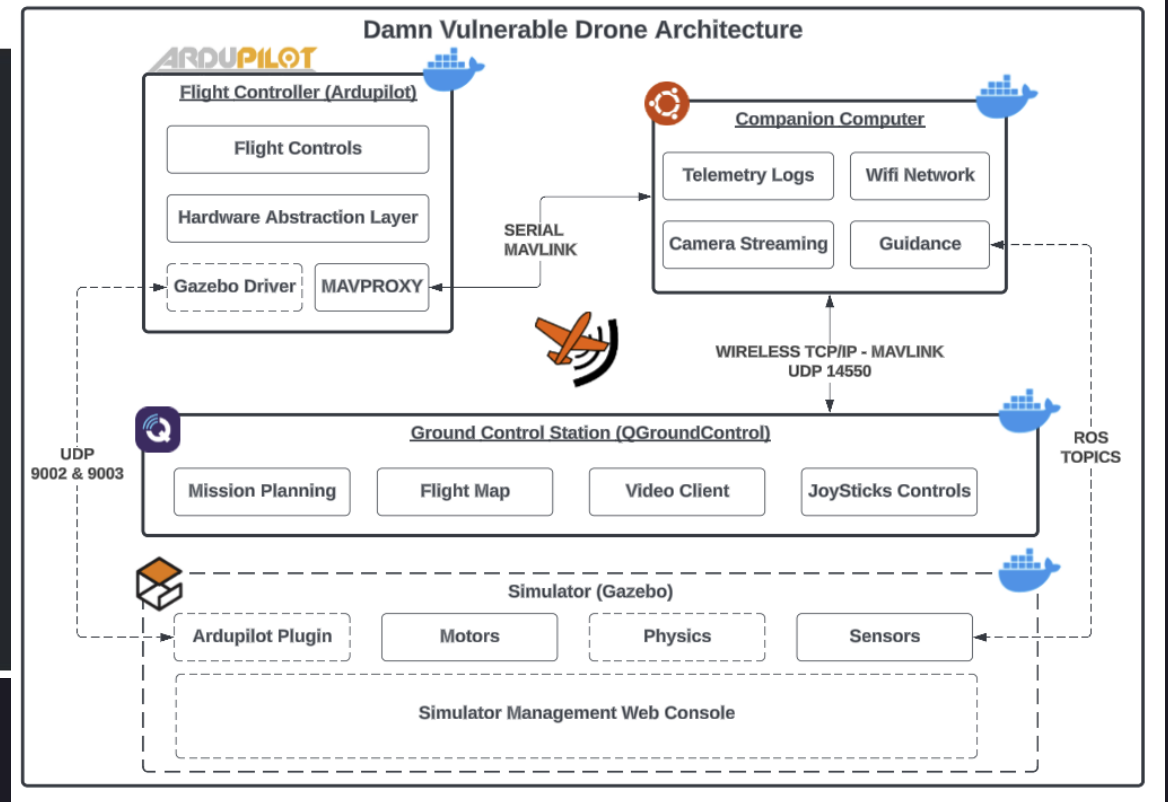 Damn Vulnerable Drone Architecture
ARDUPILOT
Flight Controller (Ardupilot)
Flight Controls
Hardware Abstraction Layer
Gazebo Driver
MAVPROXY
SERIAL
MAVLINK
Companion Computer
Telemetry Logs
Wifi Network
Camera Streaming
Guidance
WIRELESS TCP/IP - MAVLINK
UDP 14550
UDP
9002 & 9003
ROS
TOPICS
Ground Control Station (QGroundControl)
Mission Planning
Flight Map
Video Client
JoySticks Controls
Simulator (Gazebo)
Ardupilot Plugin
Motors
Physics
Sensors
Simulator Management Web Console